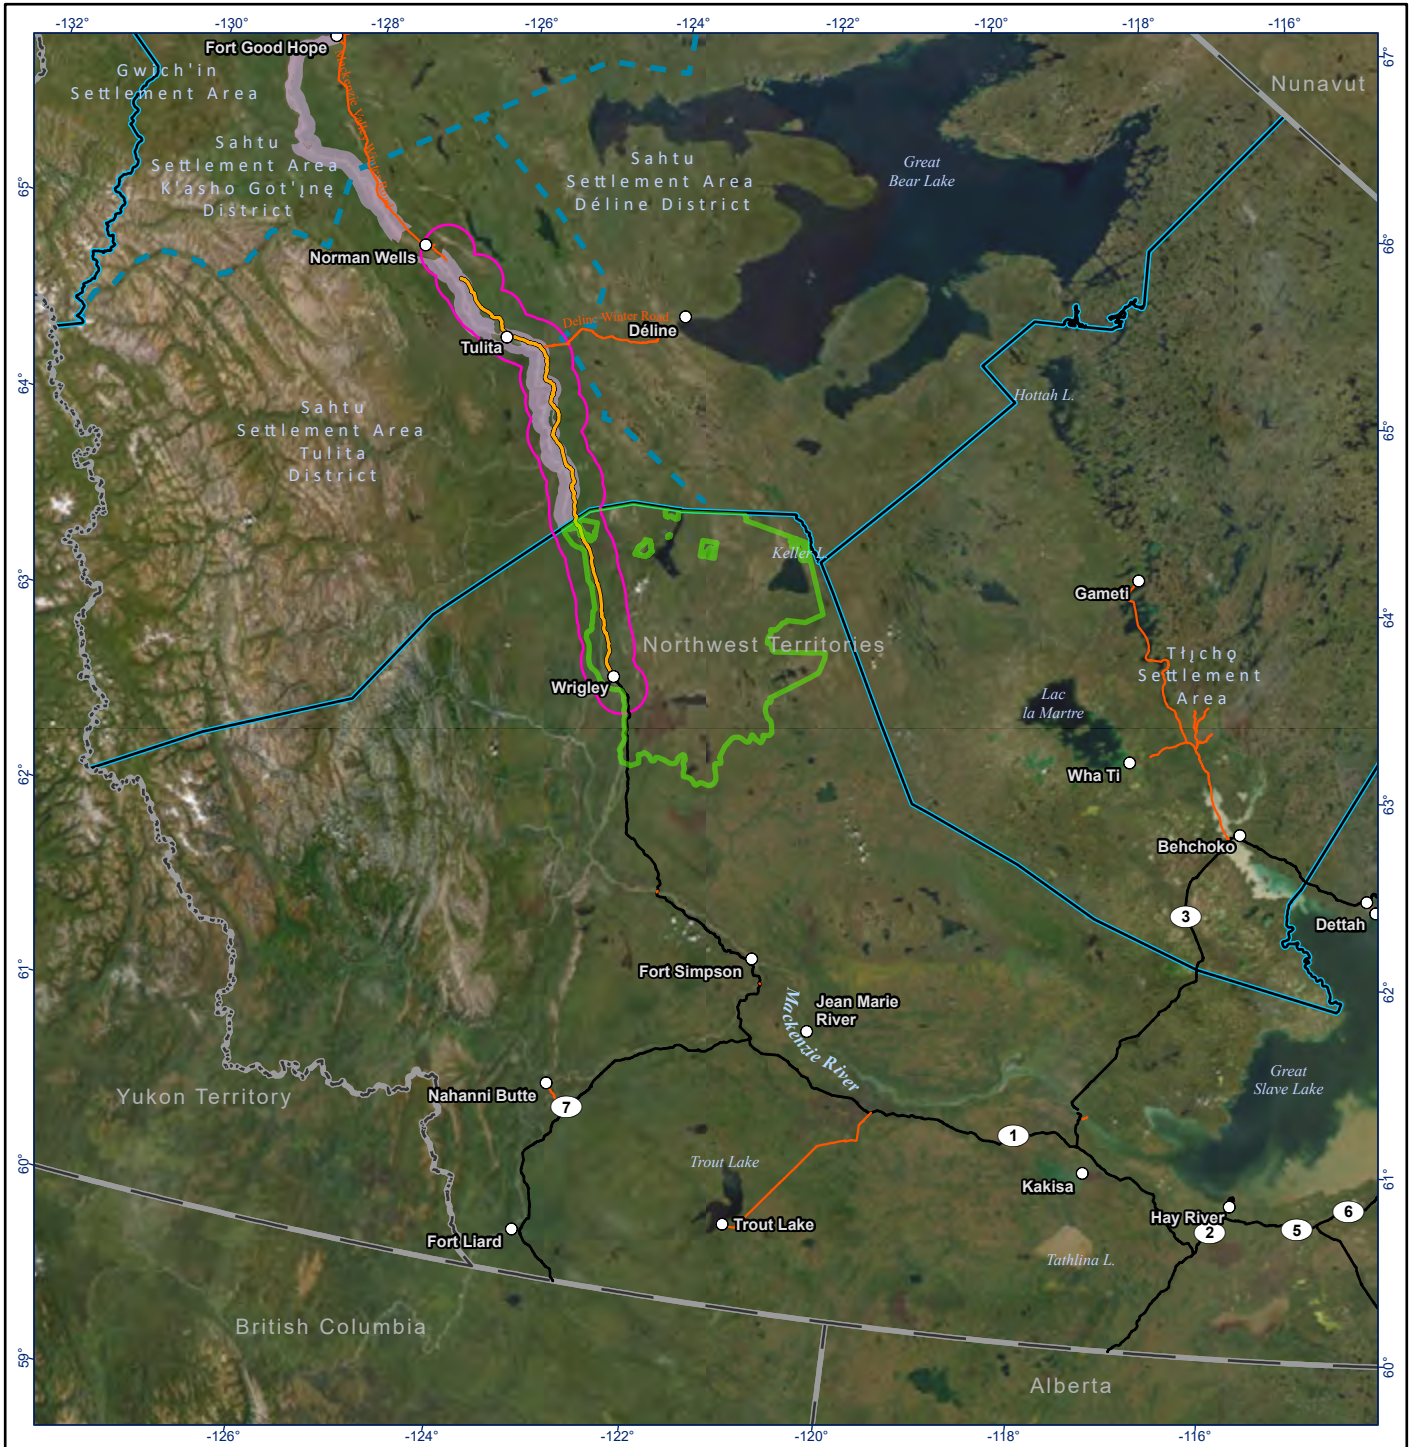 -132°
-130°
-128°
-126°
-124°
-122°
-120°
-118°
-116°
Fort Good Hope
Gwich'in
Settlement Area
Nunavut
67°
Sahtu
Settlement Area
K'asho Got'ınę
District
Sahtu
Settlement Area
Déline District
Great
Bear Lake
65°
66°
Norman Wells
Deline Winter Road
Déline
Tulita
64°
Hottah L.
Sahtu
Settlement Area
Tulita
District
65°
Keller L.
63°
Gameti
64°
Northwest Territories
Tłįchǫ
Settlement
Area
Wrigley
Lac
la Martre
Wha Ti
62°
63°
Behchoko
3
Dettah
Fort Simpson
61°
62°
Jean Marie
River
Mackenzie River
Great
Slave Lake
Nahanni Butte
7
Yukon Territory
1
60°
61°
Trout Lake
Kakisa
Trout Lake
Hay River
2
5
6
Fort Liard
Tathlina L.
British Columbia
59°
60°
Alberta
-126°
-124°
-122°
-120°
-118°
-116°